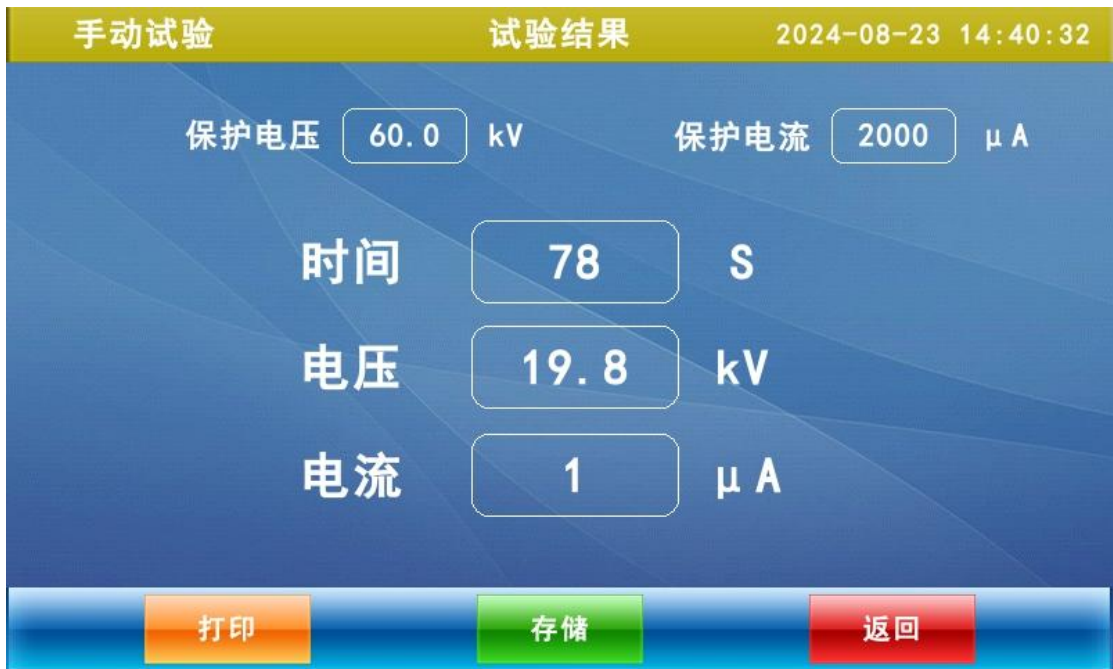 手动试验 试验结果 2024-08-23 14:40:32
保护电压 60.0 kV 保护电流 2000 μA
时间 78 S
电压 19.8 kV
电流 1 μA
打印 存储 返回